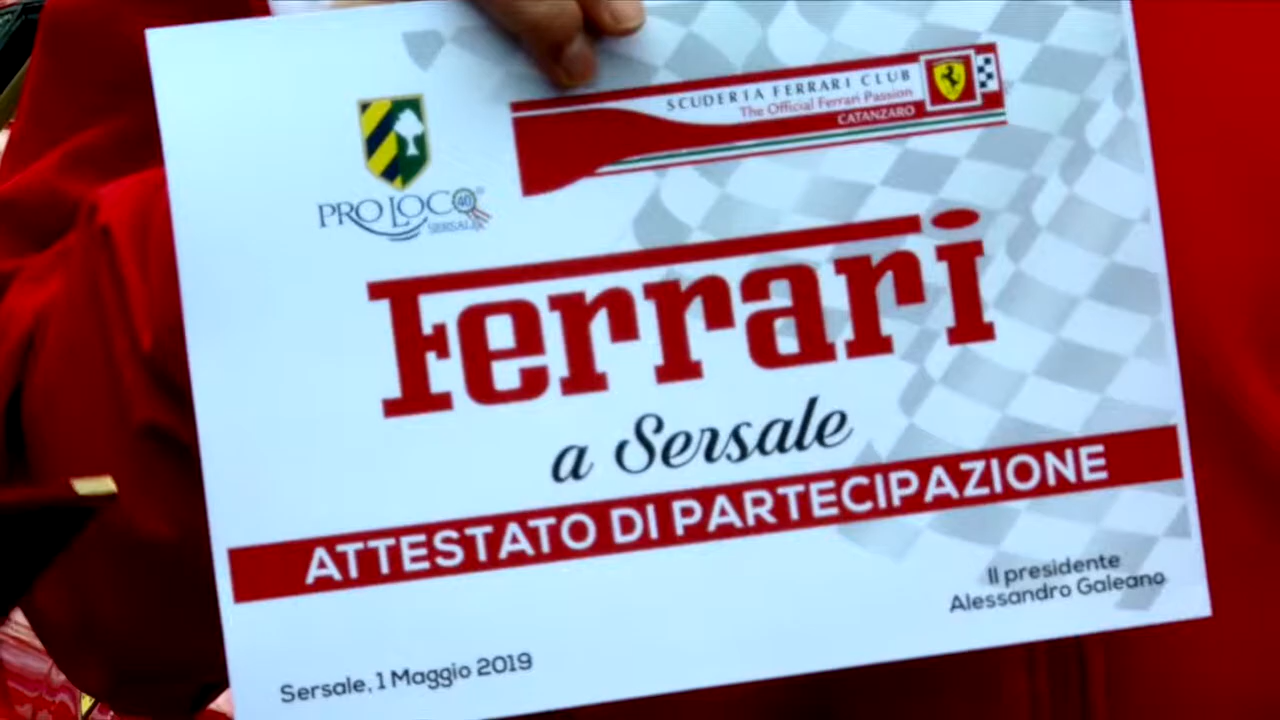 SCUDERIA FERRARI CLUB
The Official Ferrari Passion
CATANZARO
PRO LOCO
40
SERSALE
Ferrari
a Sersale
ATTESTATO DI PARTECIPAZIONE
Il presidente
Alessandro Galeano
Sersale, 1 Maggio 2019